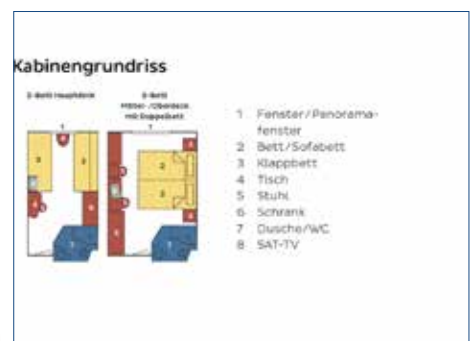 Kabinengrundriss
2-Bett Hauptdeck
2-Bett
Mittel-/Oberdeck
mit Doppelbett
1 Fenster/Panorama-
fenster
2 Bett/Sofabett
3 Klappbett
4 Tisch
5 Stuhl
6 Schrank
7 Dusche/WC
8 SAT-TV